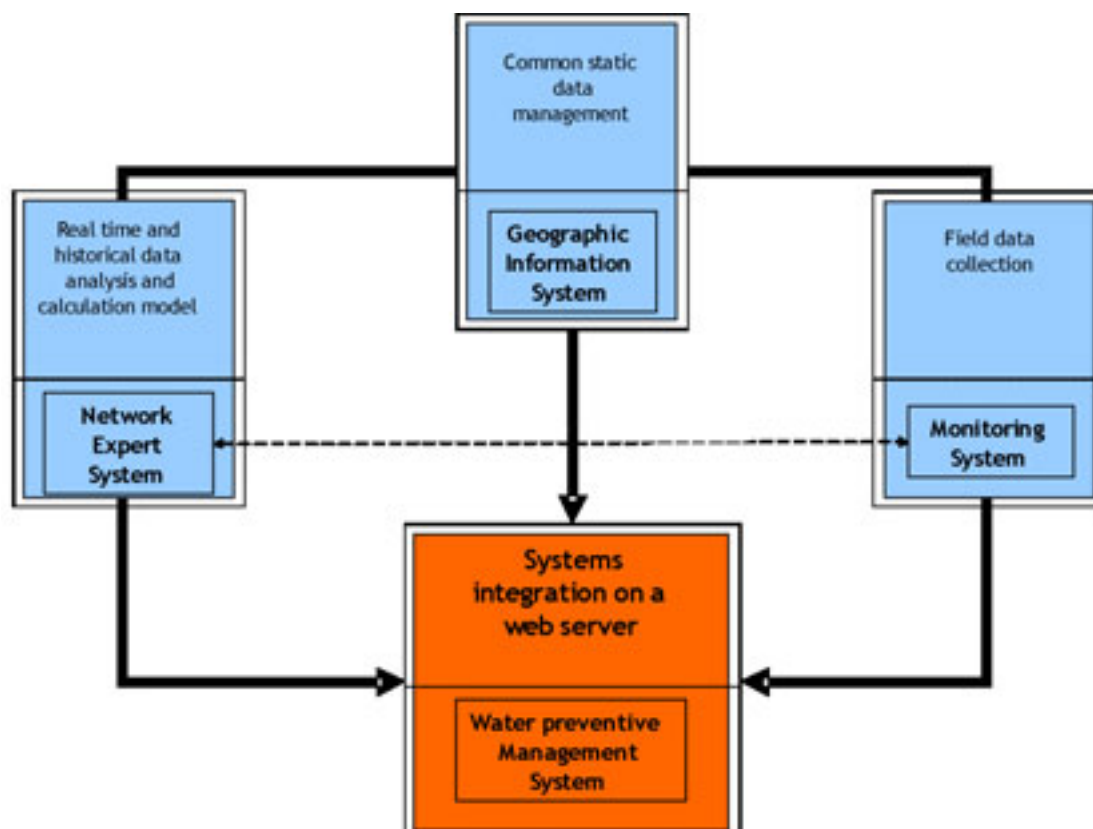 Common static
data
management
Geographic
Information
System
Real time and
historical data
analysis and
calculation model
Network
Expert
System
Field data
collection
Monitoring
System
Systems
integration on a
web server
Water preventive
Management
System